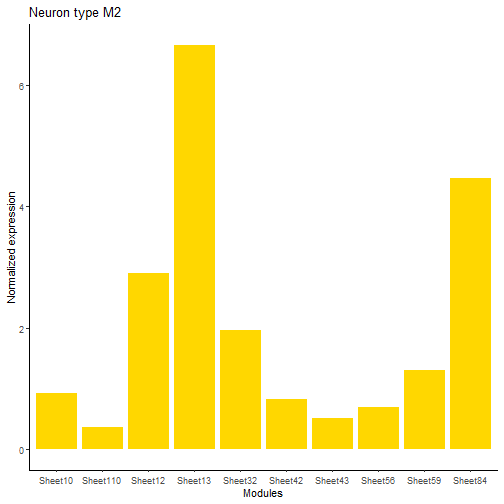 Neuron type M2
Normalized expression
6
4
2
0
Sheet10 Sheet110 Sheet12 Sheet13 Sheet32 Sheet42 Sheet43 Sheet56 Sheet59 Sheet84
Modules